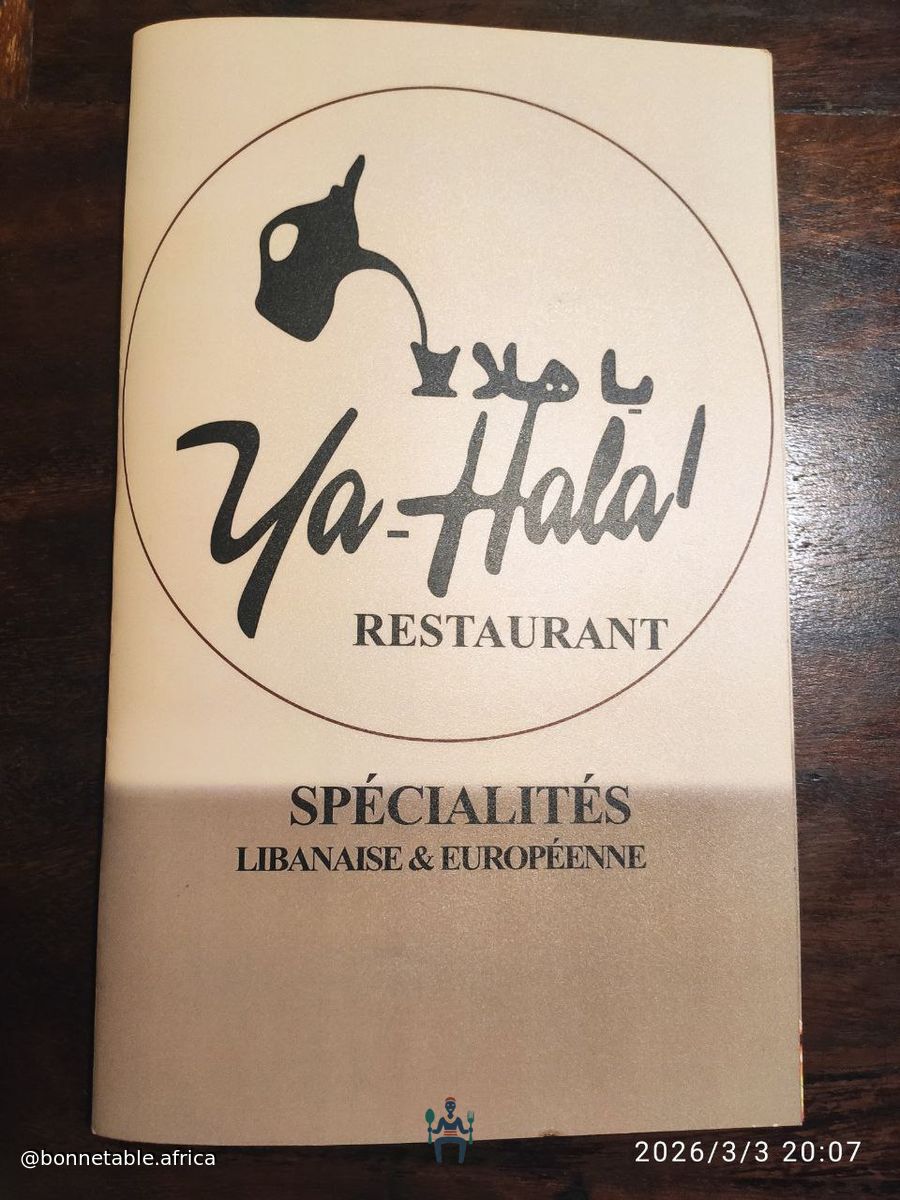 يا هلا
Ya-Hala!
RESTAURANT
SPÉCIALITÉS
LIBANAISE & EUROPÉENNE
@bonnetable.africa
2026/3/3 20:07